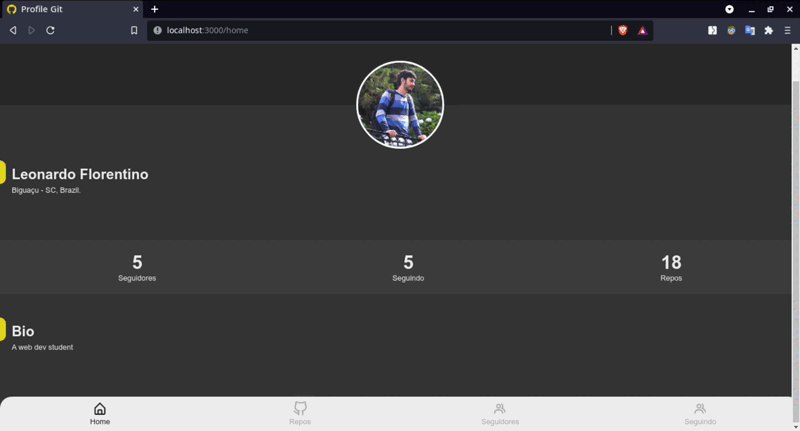 Profile Git
localhost:3000/home
Leonardo Florentino
Biguaçu - SC, Brazil.
5 5 18
Seguidores Seguindo Repos
Bio
A web dev student
Home Repos Seguidores Seguindo